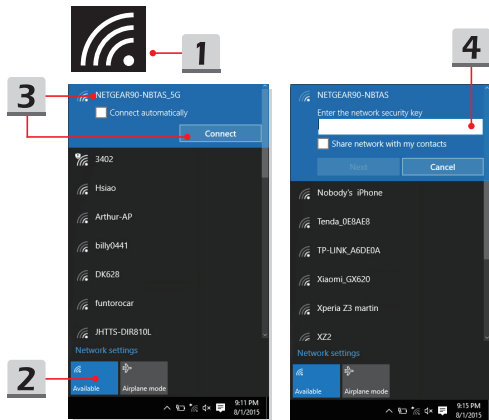 1
3
NETGEAR90-NBTAS_5G
Connect automatically
Connect
3402
Hsiao
Arthur-AP
billy0441
DK628
funtorocar
JHTTS-DIR810L
Network settings
2
Available
Airplane mode
9:11 PM
8/1/2015
4
NETGEAR90-NBTAS
Enter the network security key
Share network with my contacts
Next
Cancel
Nobody's iPhone
Tenda_0E8AE8
TP-LINK_A6DE0A
Xiaomi_GX620
Xperia Z3 martin
XZ2
Network settings
Available
Airplane mode
9:15 PM
8/1/2015